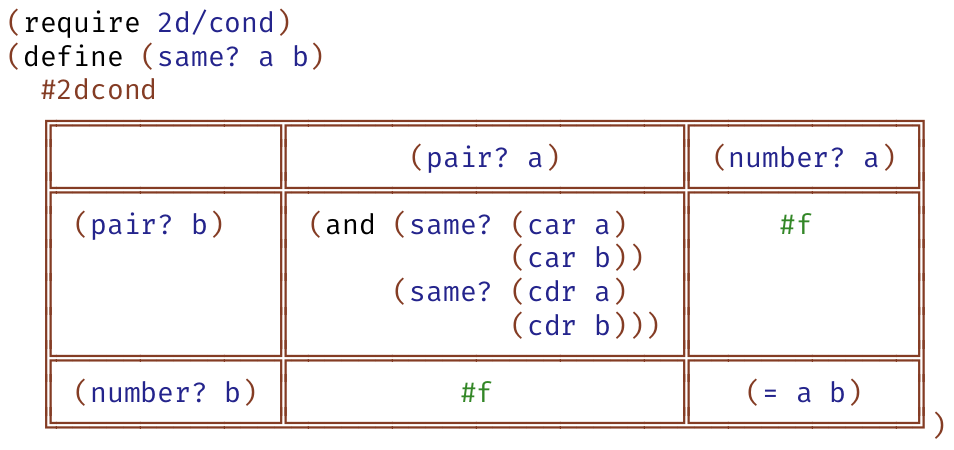 (require 2d/cond)
(define (same? a b)
#2dcond
(pair? a) (number? a)
(pair? b) (and (same? (car a) #f
(car b))
(same? (cdr a)
(cdr b)))
(number? b) #f (= a b)
)